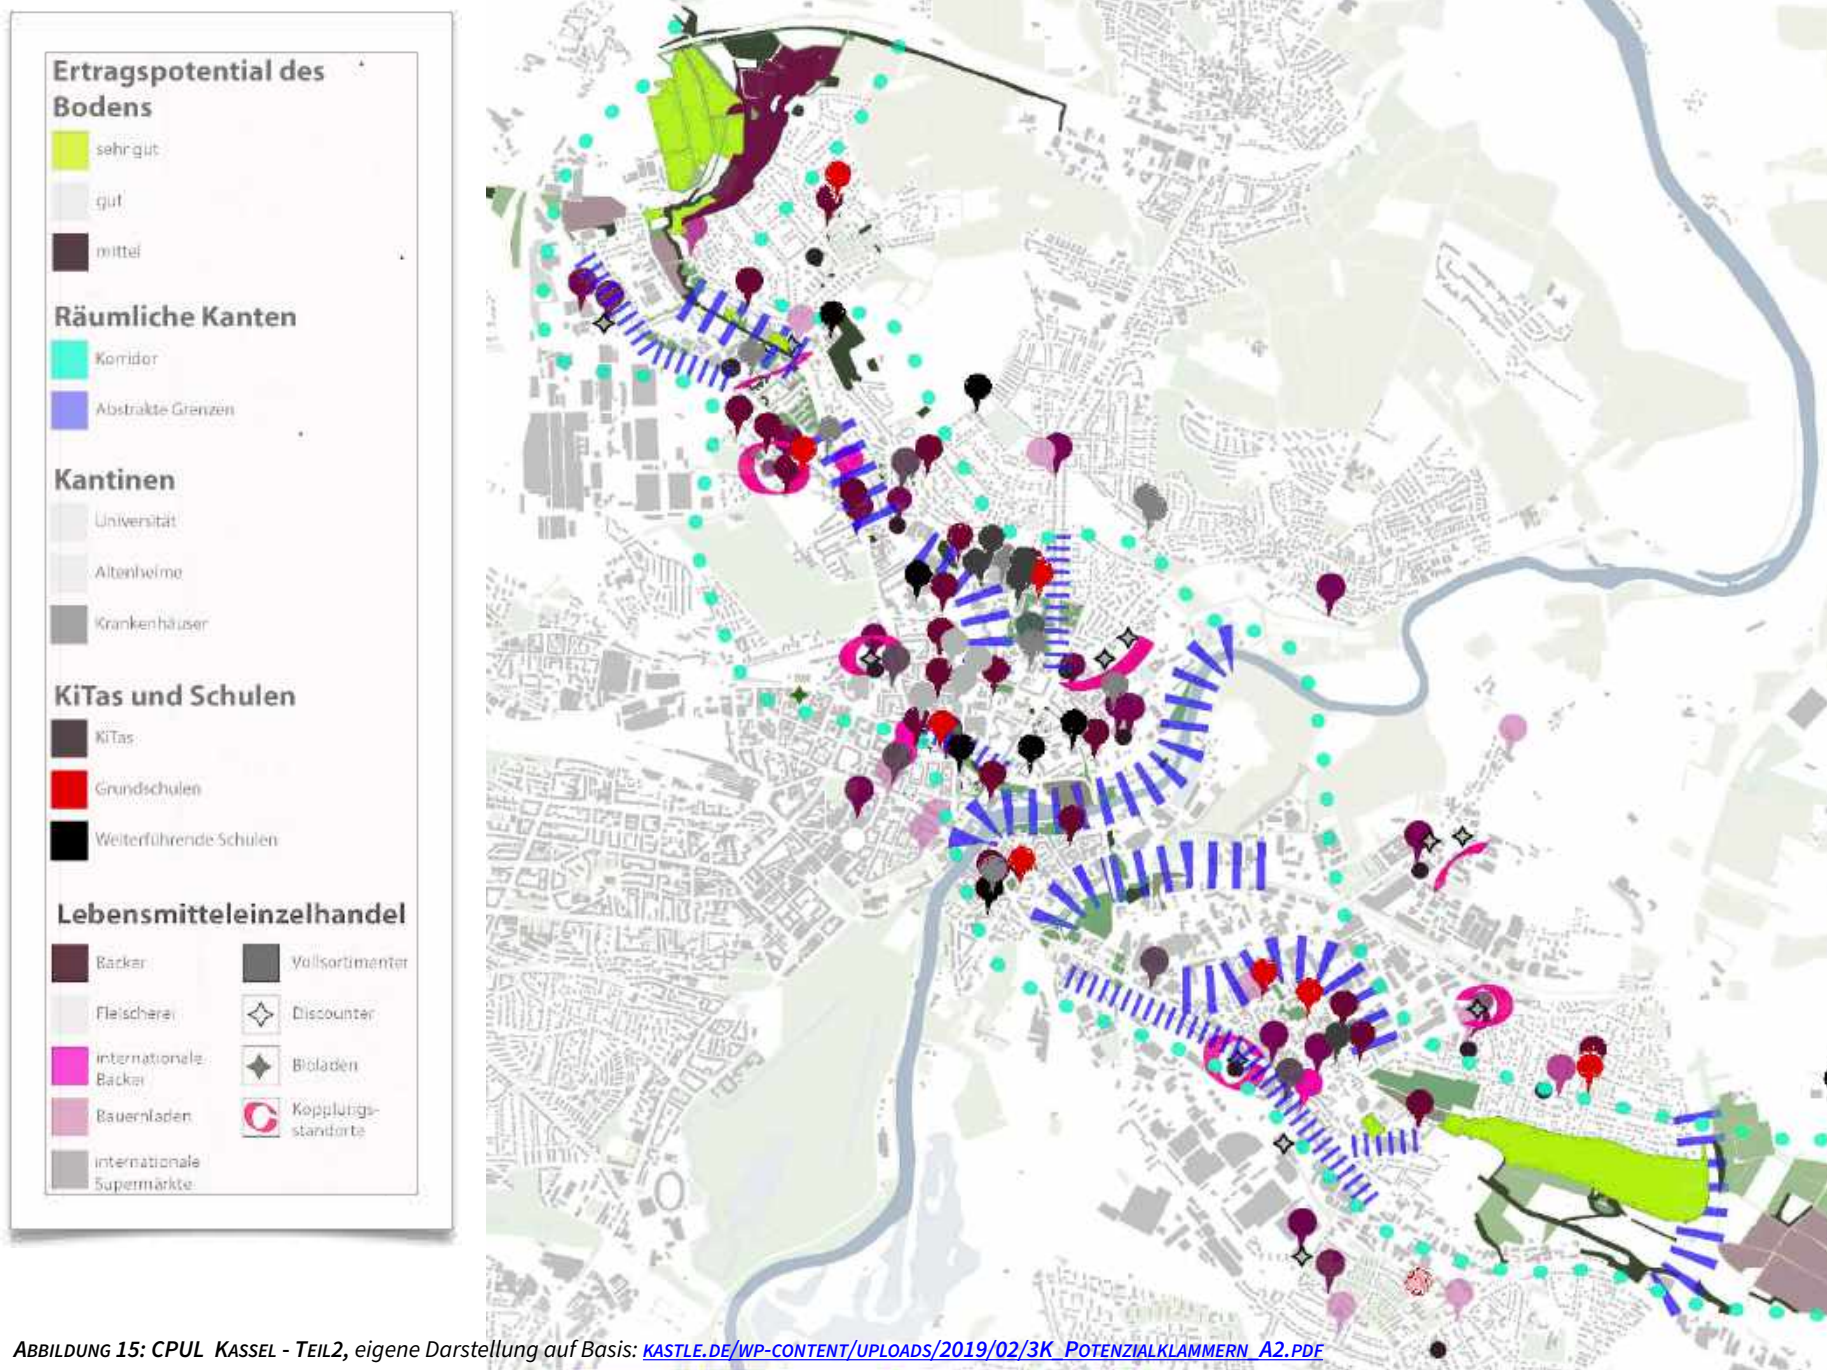 Ertragspotential des
Bodens
sehr gut
gut
mittel
Räumliche Kanten
Korridor
Abstrakte Grenzen
Kantinen
Universität
Altenheime
Krankenhäuser
KiTas und Schulen
KiTas
Grundschulen
Weiterführende Schulen
Lebensmitteleinzelhandel
Bäcker
Fleischerei
internationale
Bäcker
Bauernladen
internationale
Supermärkte
Vollsortimenter
Discounter
Bioladen
Kopplungs-
standorte
ABBILDUNG 15: CPUL KASSEL - TEIL2, eigene Darstellung auf Basis: KASTLE.DE/WP-CONTENT/UPLOADS/2019/02/3K_POTENZIALKLAMMERN_A2.PDF